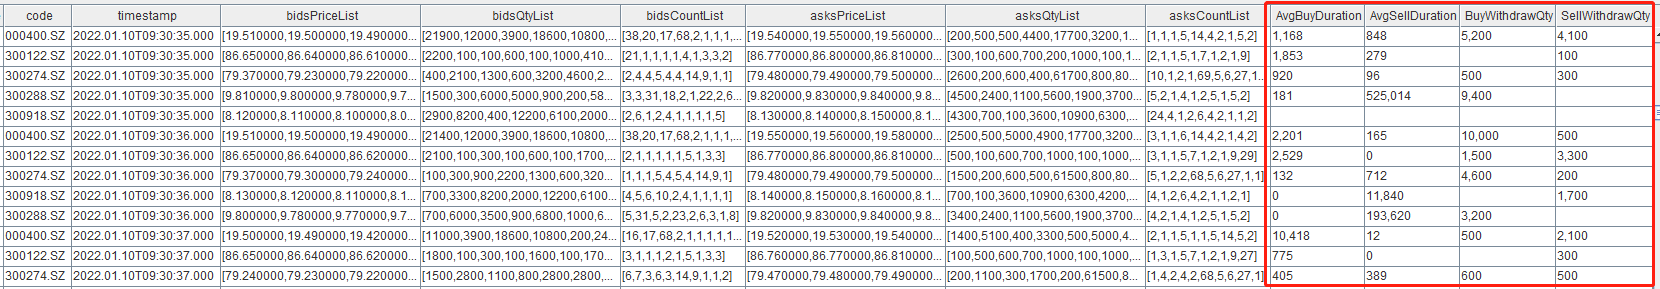 code timestamp bidsPriceList bidsQtyList bidsCountList asksPriceList asksQtyList asksCountList AvgBuyDuration AvgSellDuration BuyWithdrawQty SellWithdrawQty
000400.SZ 2022.01.10T09:30:35.000 [19.510000,19.500000,19.490000... [21900,12000,3900,18600,10800,... [38,20,17,68,2,1,1,1,... [19.540000,19.550000,19.560000... [200,500,500,4400,17700,3200,1... [1,1,1,5,14,4,2,1,5,2] 1,168 848 5,200 4,100
300122.SZ 2022.01.10T09:30:35.000 [86.650000,86.640000,86.610000... [2200,100,100,600,100,1000,410... [21,1,1,1,1,4,1,3,3,2] [86.770000,86.800000,86.810000... [300,100,600,700,200,1000,100,1... [2,1,1,5,1,7,1,2,1,9] 1,853 279 100
300274.SZ 2022.01.10T09:30:35.000 [79.370000,79.230000,79.220000... [400,2100,1300,600,3200,4600,2... [2,4,4,5,4,4,14,9,1,1] [79.480000,79.490000,79.500000... [2600,200,600,400,61700,800,80... [10,1,2,1,69,5,6,27,1... 920 96 500 300
300288.SZ 2022.01.10T09:30:35.000 [9.810000,9.800000,9.780000,9.7... [1500,300,6000,5000,900,200,58... [3,3,31,18,2,1,22,2,6... [9.820000,9.830000,9.840000,9.8... [4500,2400,1100,5600,1900,3700... [5,2,1,4,1,2,5,1,5,2] 181 525,014 9,400
300918.SZ 2022.01.10T09:30:35.000 [8.120000,8.110000,8.100000,8.0... [2900,8200,400,12200,6100,2000... [2,6,1,2,4,1,1,1,1,5] [8.130000,8.140000,8.150000,8.1... [4300,700,100,3600,10900,6300,... [24,4,1,2,6,4,2,1,1,2]
000400.SZ 2022.01.10T09:30:36.000 [19.510000,19.500000,19.490000... [21400,12000,3900,18600,10800,... [38,20,17,68,2,1,1,1,... [19.550000,19.560000,19.580000... [2500,500,5000,4900,17700,3200... [3,1,1,6,14,4,2,1,4,2] 2,201 165 10,000 500
300122.SZ 2022.01.10T09:30:36.000 [86.650000,86.640000,86.620000... [2100,100,300,100,600,100,1700,... [2,1,1,1,1,1,5,1,3,3] [86.770000,86.800000,86.810000... [500,100,600,700,1000,100,1000,... [3,1,1,5,7,1,2,1,9,29] 2,529 0 1,500 3,300
300274.SZ 2022.01.10T09:30:36.000 [79.370000,79.300000,79.240000... [100,300,900,2200,1300,600,320... [1,1,1,5,4,5,4,14,9,1] [79.480000,79.490000,79.500000... [1500,200,600,500,61500,800,80... [5,1,2,2,68,5,6,27,1,1] 132 712 4,600 200
300918.SZ 2022.01.10T09:30:36.000 [8.130000,8.120000,8.110000,8.1... [700,3300,8200,2000,12200,6100... [4,5,6,10,2,4,1,1,1,1] [8.140000,8.150000,8.160000,8.1... [700,100,3600,10900,6300,4200,... [4,1,2,6,4,2,1,1,2,1] 0 11,840 1,700
300288.SZ 2022.01.10T09:30:36.000 [9.800000,9.780000,9.770000,9.7... [700,6000,3500,900,6800,1000,6... [5,31,5,2,23,2,6,3,1,8] [9.820000,9.830000,9.840000,9.8... [3400,2400,1100,5600,1900,3700... [4,2,1,4,1,2,5,1,5,2] 0 193,620 3,200
000400.SZ 2022.01.10T09:30:37.000 [19.500000,19.490000,19.420000... [11000,3900,18600,10800,200,24... [16,17,68,2,1,1,1,1,1... [19.520000,19.530000,19.540000... [1400,5100,400,3300,500,5000,4... [2,1,1,5,1,1,5,14,5,2] 10,418 12 500 2,100
300122.SZ 2022.01.10T09:30:37.000 [86.650000,86.640000,86.620000... [1800,100,300,100,1600,100,170... [3,1,1,1,2,1,5,1,3,3] [86.760000,86.770000,86.810000... [100,500,600,700,1000,100,1000,... [1,3,1,5,7,1,2,1,9,27] 775 0 300
300274.SZ 2022.01.10T09:30:37.000 [79.240000,79.230000,79.220000... [1500,2800,1100,800,2800,2800,... [6,7,3,6,3,14,9,1,1,2] [79.470000,79.480000,79.490000... [200,1100,300,1700,200,61500,8... [1,4,2,4,2,68,5,6,27,1] 405 389 600 500